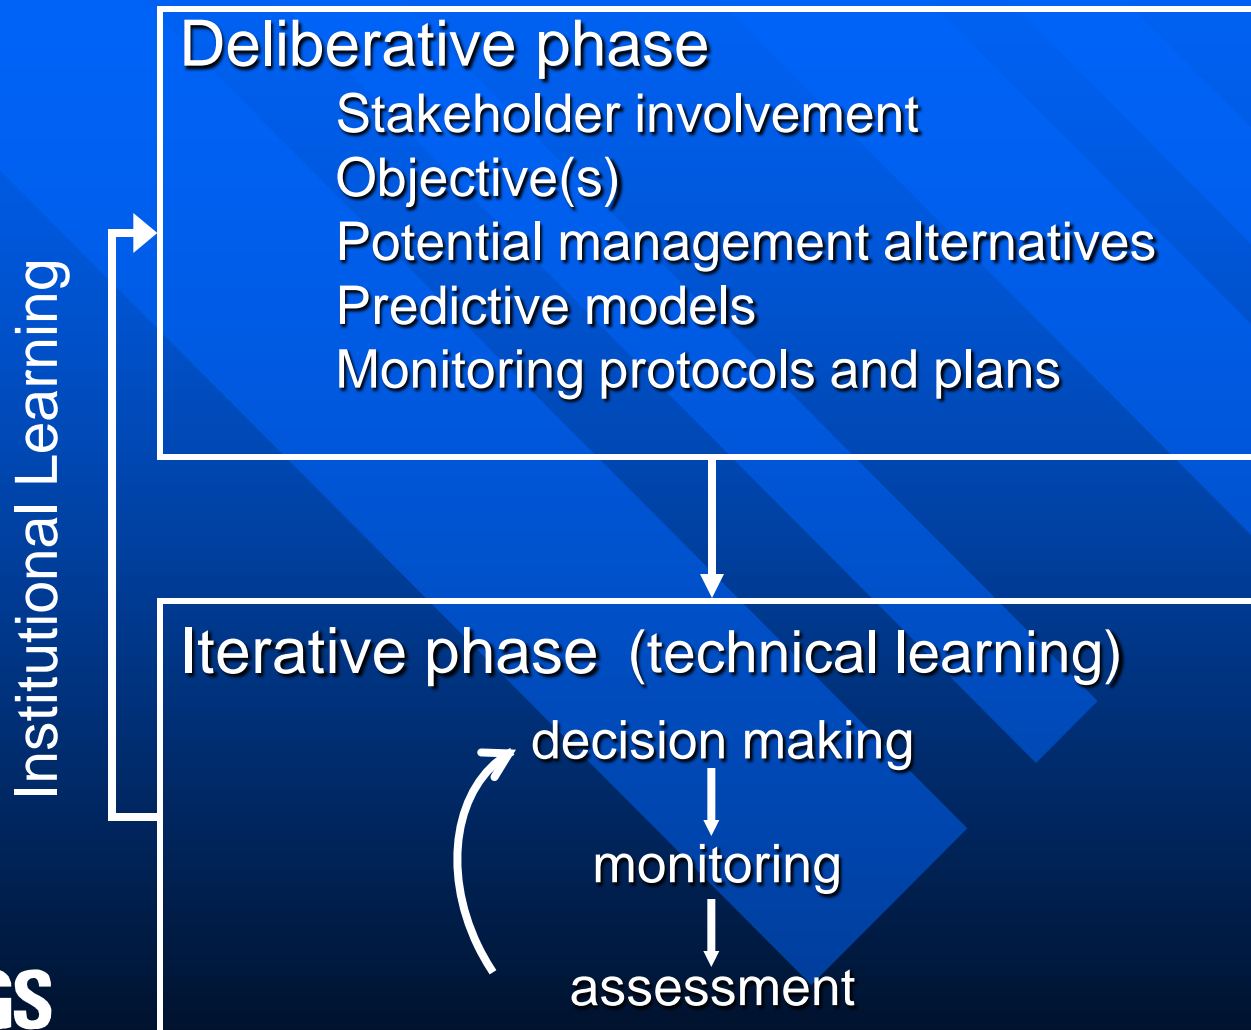 Deliberative phase
Stakeholder involvement
Objective(s)
Potential management alternatives
Predictive models
Monitoring protocols and plans
Institutional Learning
Iterative phase (technical learning)
decision making
monitoring
assessment
GS